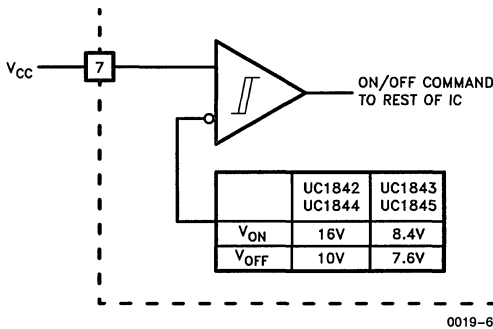 V_CC
7
ON/OFF COMMAND
TO REST OF IC
UC1842 UC1843
UC1844 UC1845
V_ON 16V 8.4V
V_OFF 10V 7.6V
0019-6